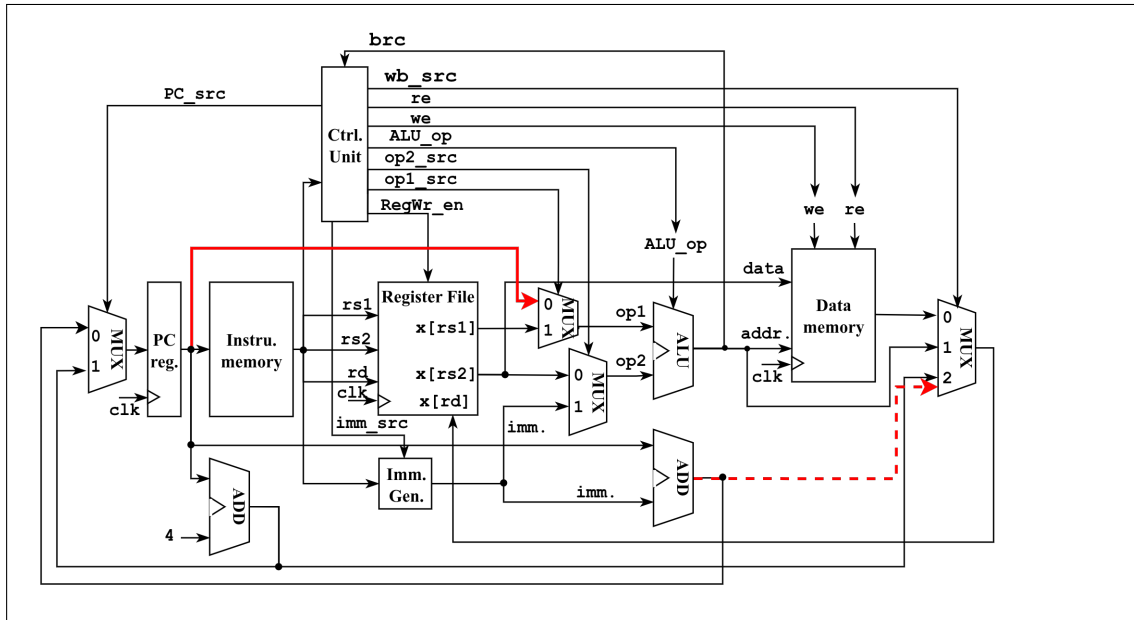 brc
wb_src
PC_src
re
we
Ctrl.
Unit
ALU_op
op2_src
op1_src
RegWr_en
we
re
ALU_op
data
Register File
0
MUX
1
Data
memory
0
MUX
1
PC
reg.
Instru.
memory
rs1
x[rs1]
op1
rs2
ALU
addr.
0
MUX
1
2
x[rs2]
0
MUX
1
op2
rd
clk
clk
x[rd]
clk
imm_src
imm.
Imm.
Gen.
ADD
imm.
ADD
4